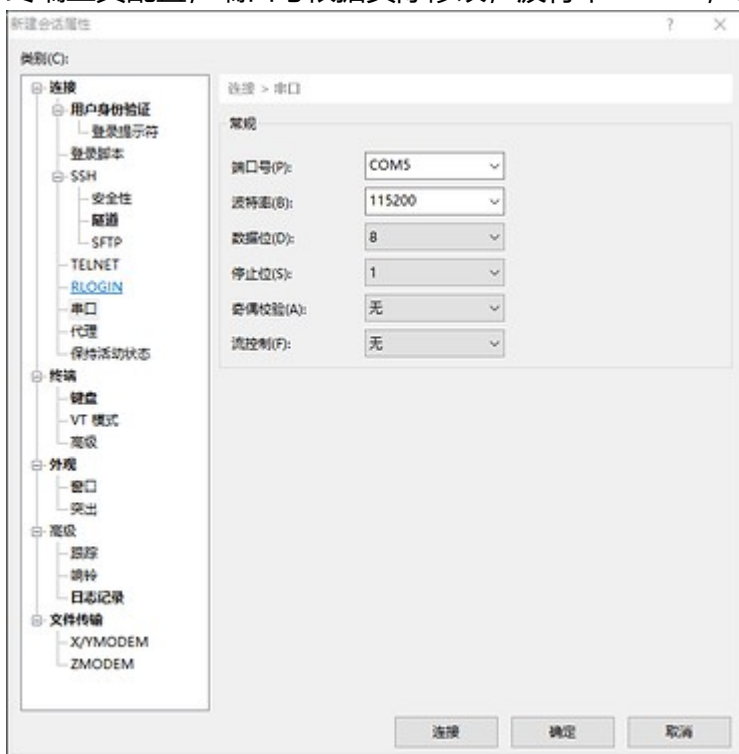 新建会话属性
? ×
类别(C):
连接
用户身份验证
登录提示符
登录脚本
SSH
安全性
隧道
SFTP
TELNET
RLOGIN
串口
代理
保持活动状态
终端
键盘
VT 模式
高级
外观
窗口
突出
高级
跟踪
响铃
日志记录
文件传输
X/YMODEM
ZMODEM
连接 > 串口
常规
端口号(P): COM5
波特率(B): 115200
数据位(D): 8
停止位(S): 1
奇偶校验(A): 无
流控制(F): 无
连接 确定 取消